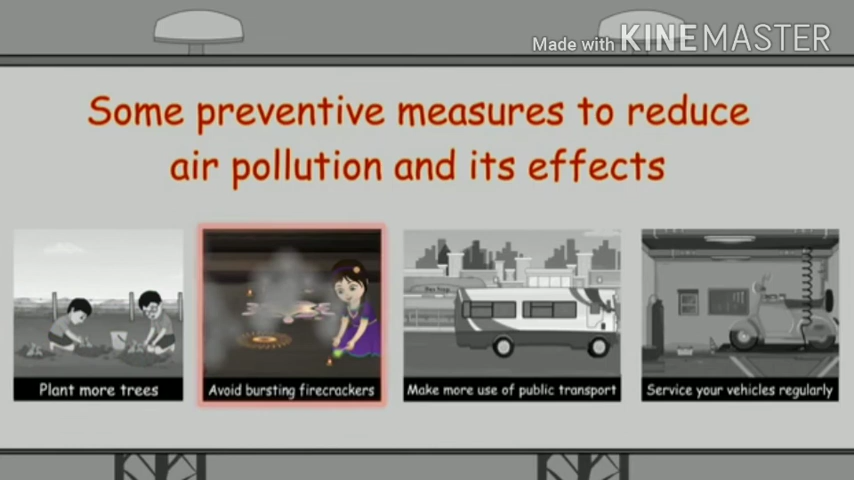 Made with KINEMASTER
Some preventive measures to reduce
air pollution and its effects
Plant more trees
Avoid bursting firecrackers
Make more use of public transport
Service your vehicles regularly